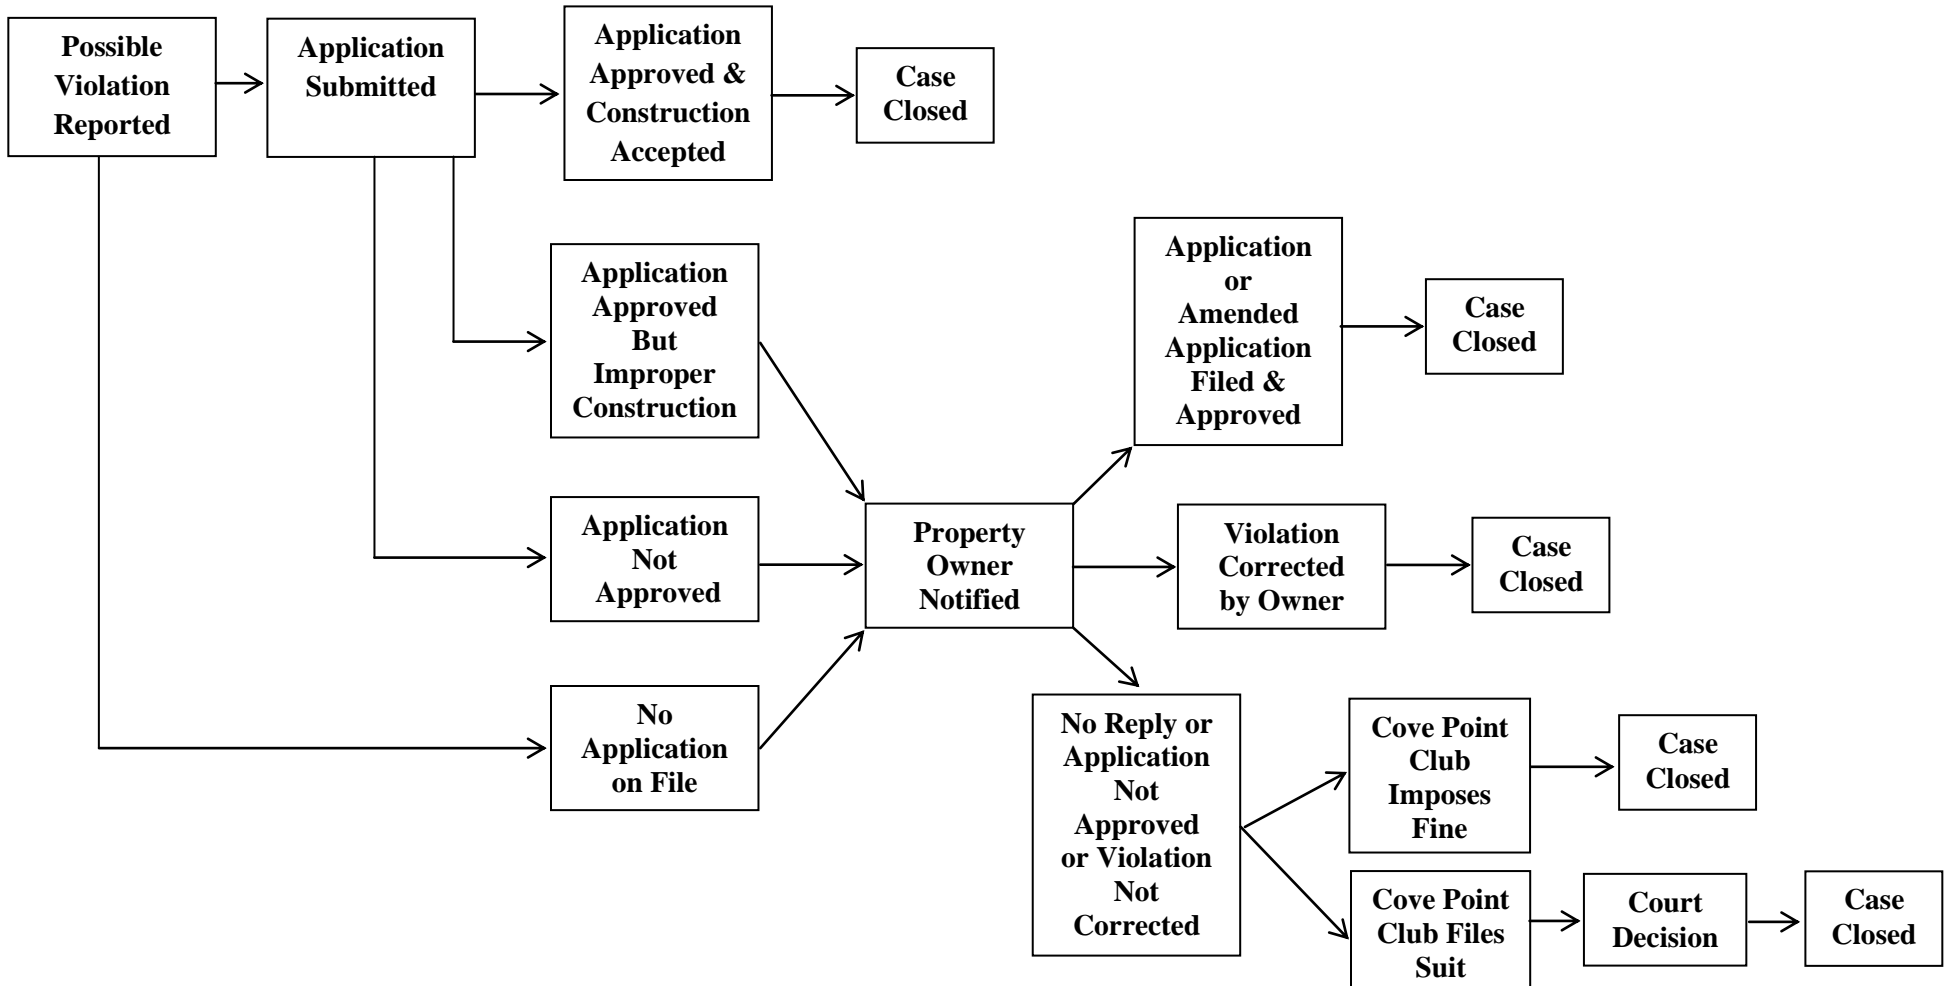 Possible
Violation
Reported
Application
Submitted
Application
Approved &
Construction
Accepted
Case
Closed
Application
Approved
But
Improper
Construction
Application
Not
Approved
No
Application
on File
Property
Owner
Notified
Application
or
Amended
Application
Filed &
Approved
Case
Closed
Violation
Corrected
by Owner
Case
Closed
No Reply or
Application
Not
Approved
or Violation
Not
Corrected
Cove Point
Club
Imposes
Fine
Case
Closed
Cove Point
Club Files
Suit
Court
Decision
Case
Closed